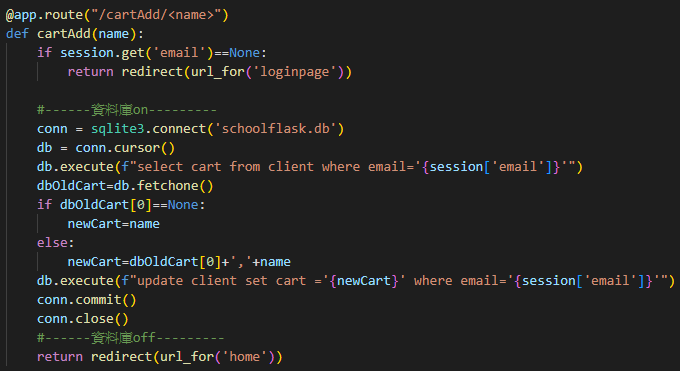 @app.route("/cartAdd/<name>")
def cartAdd(name):
    if session.get('email')==None:
        return redirect(url_for('loginpage'))

    #------資料庫on---------
    conn = sqlite3.connect('schoolflask.db')
    db = conn.cursor()
    db.execute(f"select cart from client where email='{session['email']}'")
    dbOldCart=db.fetchone()
    if dbOldCart[0]==None:
        newCart=name
    else:
        newCart=dbOldCart[0]+','+name
    db.execute(f"update client set cart ='{newCart}' where email='{session['email']}'")
    conn.commit()
    conn.close()
    #------資料庫off---------
    return redirect(url_for('home'))